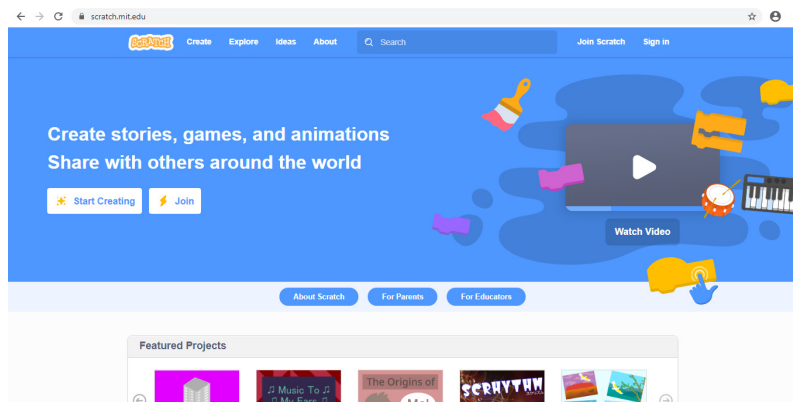 scratch.mit.edu
SCRATCH Create Explore Ideas About Search Join Scratch Sign in
Create stories, games, and animations
Share with others around the world
Start Creating Join
Watch Video
About Scratch For Parents For Educators
Featured Projects
The Origins of
♫ Music To ♫
SCRHYTHM
♫ My Ears ♫
Me!